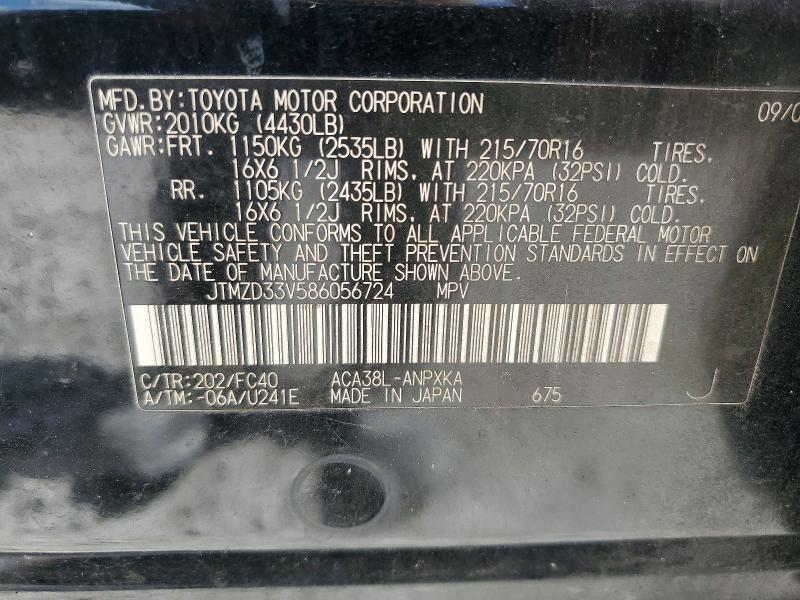 MFD.BY:TOYOTA MOTOR CORPORATION 09/0
GVWR:2010KG (4430LB)
GAWR:FRT. 1150KG (2535LB) WITH 215/70R16 TIRES,
16X6 1/2J RIMS, AT 220KPA (32PSI) COLD.
RR. 1105KG (2435LB) WITH 215/70R16 TIRES,
16X6 1/2J RIMS, AT 220KPA (32PSI) COLD.
THIS VEHICLE CONFORMS TO ALL APPLICABLE FEDERAL MOTOR
VEHICLE SAFETY AND THEFT PREVENTION STANDARDS IN EFFECT ON
THE DATE OF MANUFACTURE SHOWN ABOVE.
JTMZD33V586056724 MPV
C/TR:202/FC40 ACA38L-ANPXKA
A/TM:-06A/U241E MADE IN JAPAN 675 J